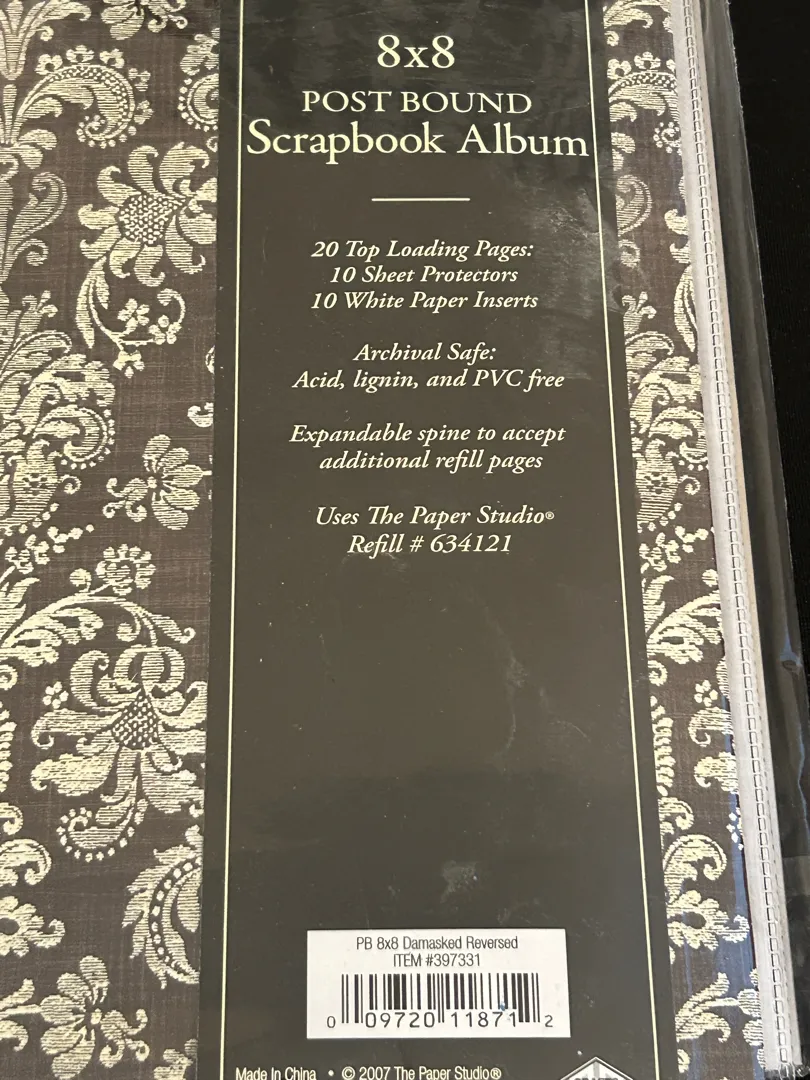 8x8
POST BOUND
Scrapbook Album
20 Top Loading Pages:
10 Sheet Protectors
10 White Paper Inserts
Archival Safe:
Acid, lignin, and PVC free
Expandable spine to accept
additional refill pages
Uses The Paper Studio®
Refill # 634121
PB 8x8 Damasked Reversed
ITEM #397331
0 09720 11871 2
Made In China • © 2007 The Paper Studio®